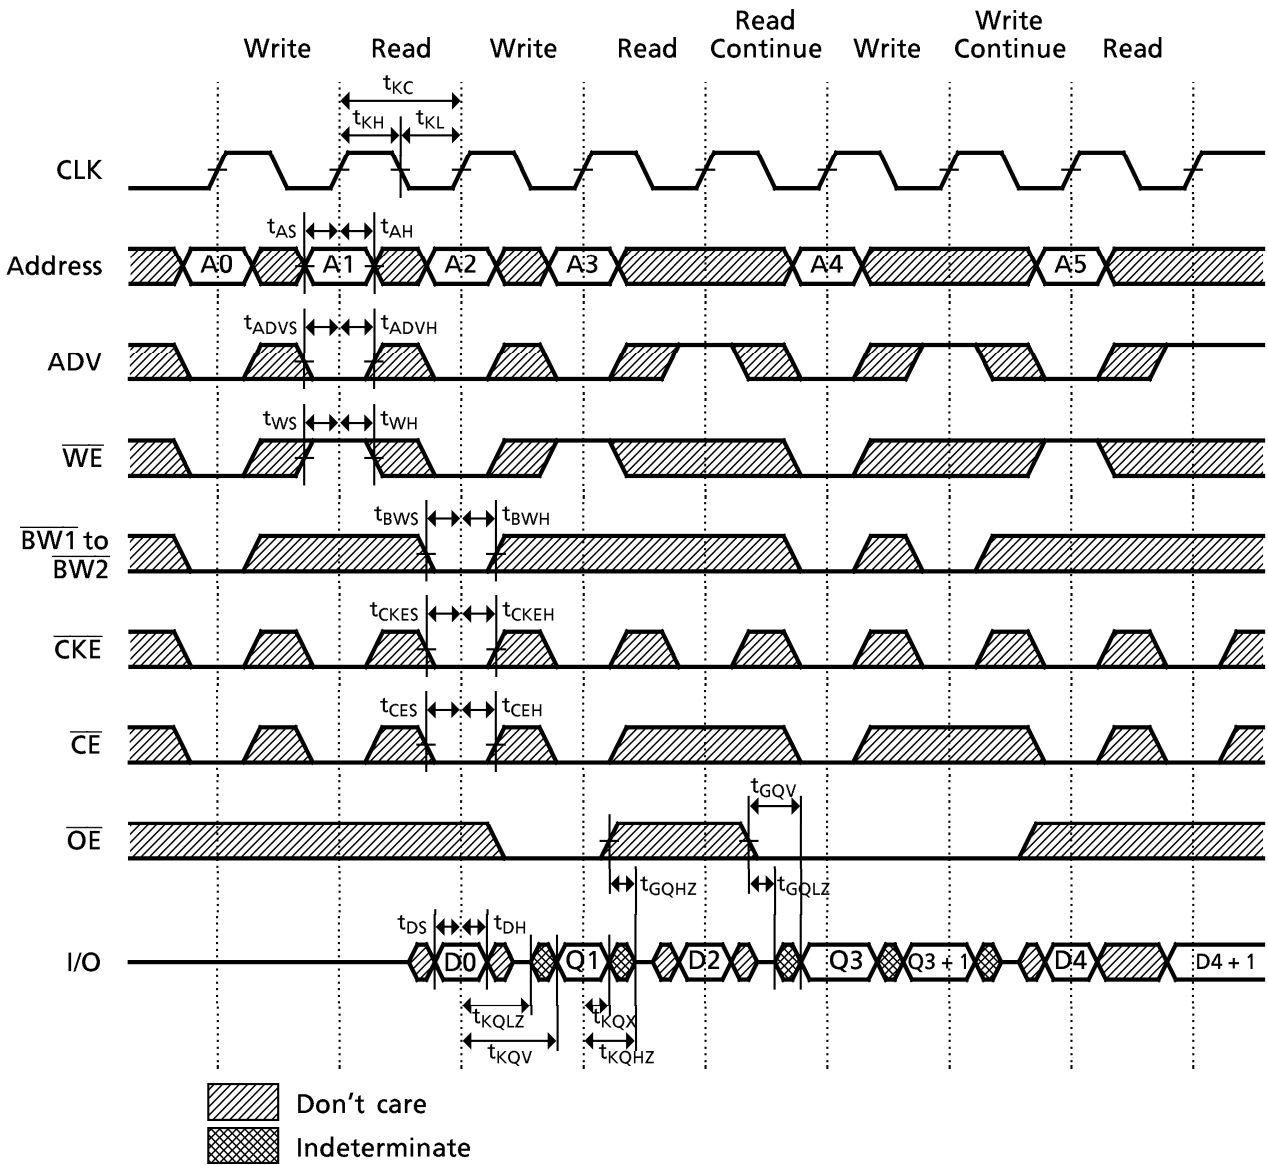 Write Read Write Read Read Continue Write Write Continue Read
tKC
tKH tKL
CLK
tAS tAH
Address A0 A1 A2 A3 A4 A5
tADVS tADVH
ADV
tWS tWH
WE
tBWS tBWH
BW1 to
BW2
tCKES tCKEH
CKE
tCES tCEH
CE
tGQV
OE
tGQHZ tGQLZ
tDS tDH
I/O D0 Q1 D2 Q3 Q3 + 1 D4 D4 + 1
tKQLZ tKQX
tKQV tKQHZ
Don't care
Indeterminate